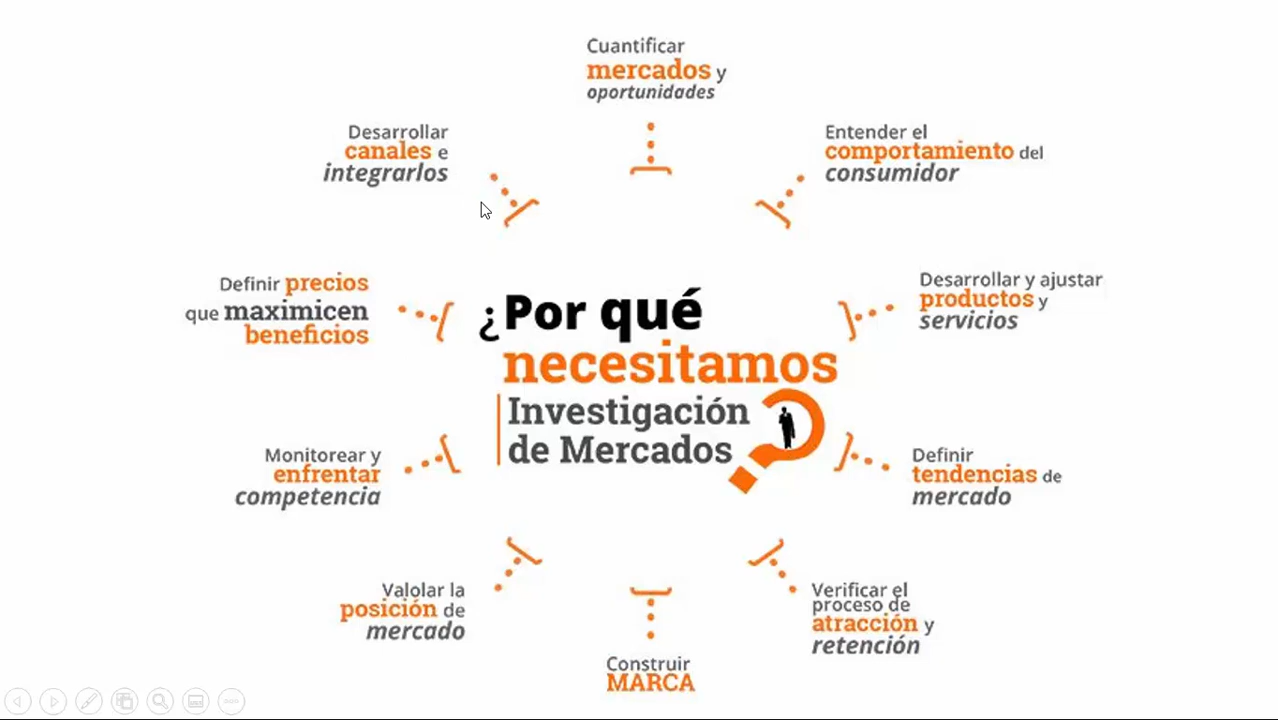 ¿Por qué
necesitamos
Investigación
de Mercados
Cuantificar
mercados y
oportunidades
Entender el
comportamiento del
consumidor
Desarrollar y ajustar
productos y
servicios
Definir
tendencias de
mercado
Verificar el
proceso de
atracción y
retención
Construir
MARCA
Valolar la
posición de
mercado
Monitorear y
enfrentar
competencia
Definir precios
que maximicen
beneficios
Desarrollar
canales e
integrarlos